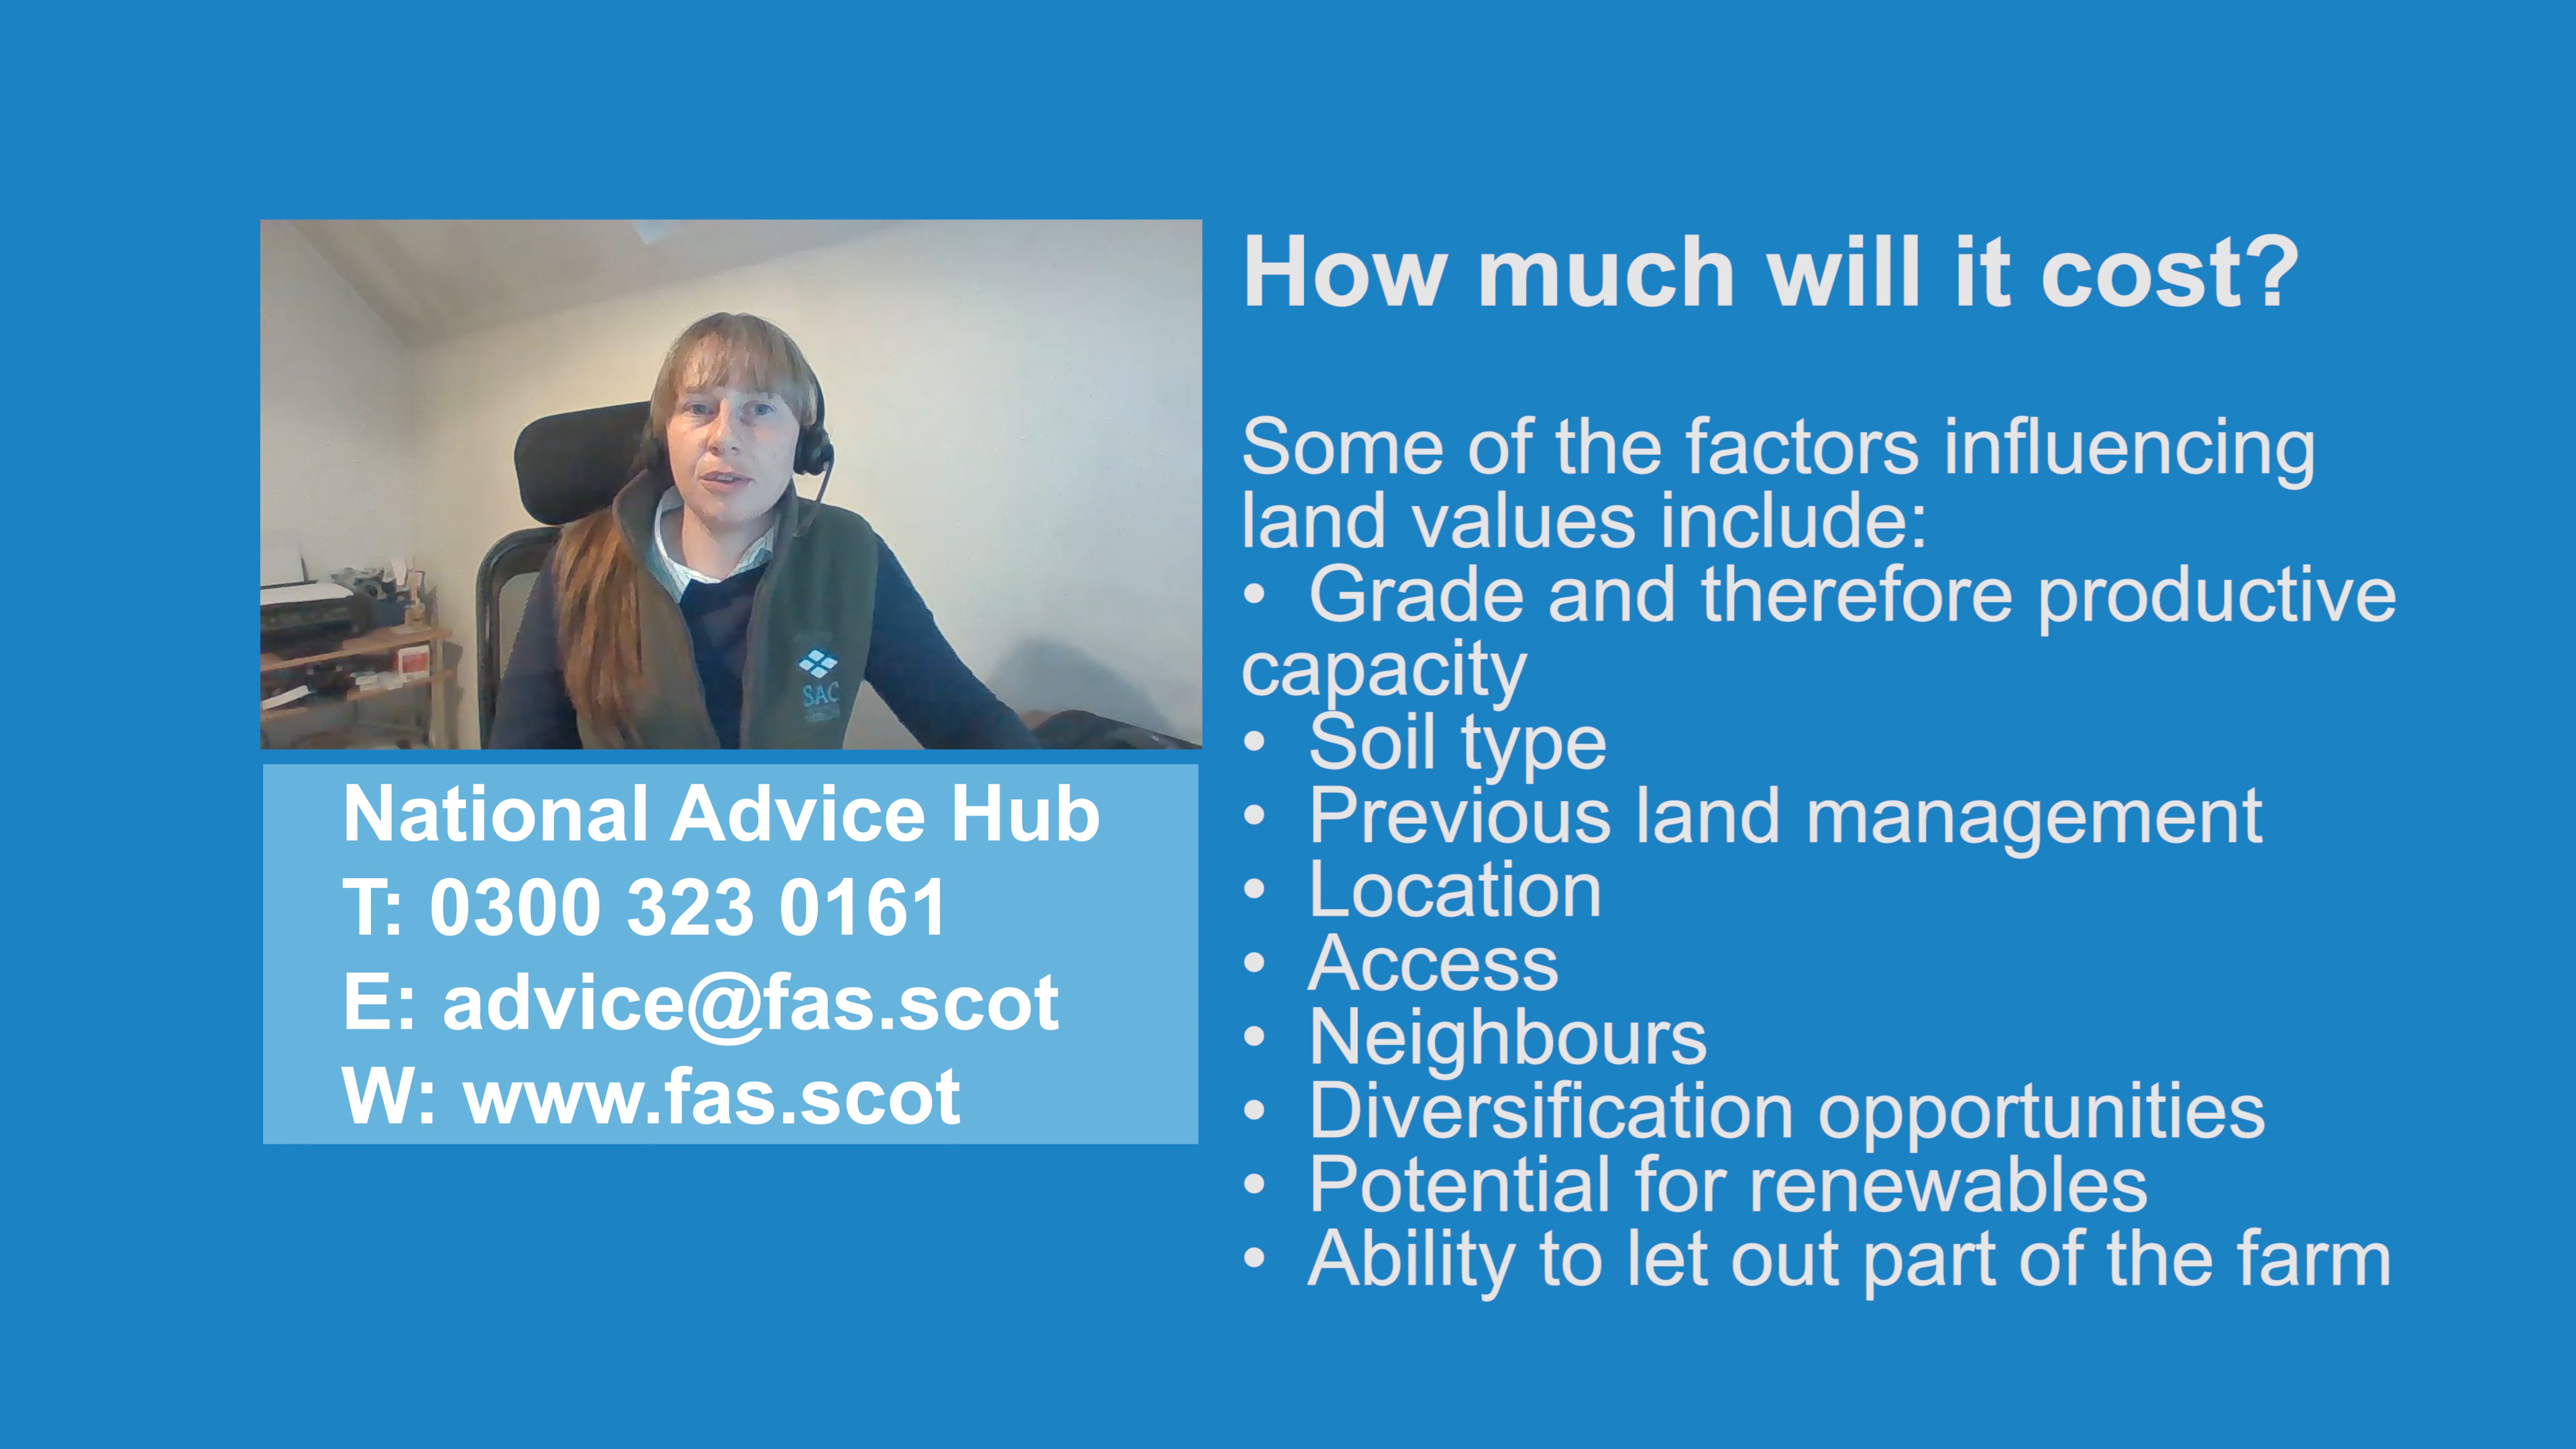 SAC
National Advice Hub
T: 0300 323 0161
E: advice@fas.scot
W: www.fas.scot
How much will it cost?
Some of the factors influencing
land values include:
• Grade and therefore productive
capacity
• Soil type
• Previous land management
• Location
• Access
• Neighbours
• Diversification opportunities
• Potential for renewables
• Ability to let out part of the farm